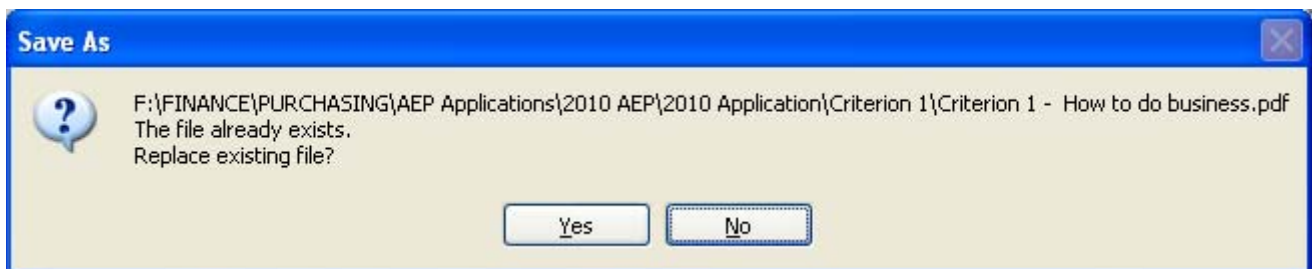 Save As
F:\FINANCE\PURCHASING\AEP Applications\2010 AEP\2010 Application\Criterion 1\Criterion 1 -  How to do business.pdf
The file already exists.
Replace existing file?
Yes No